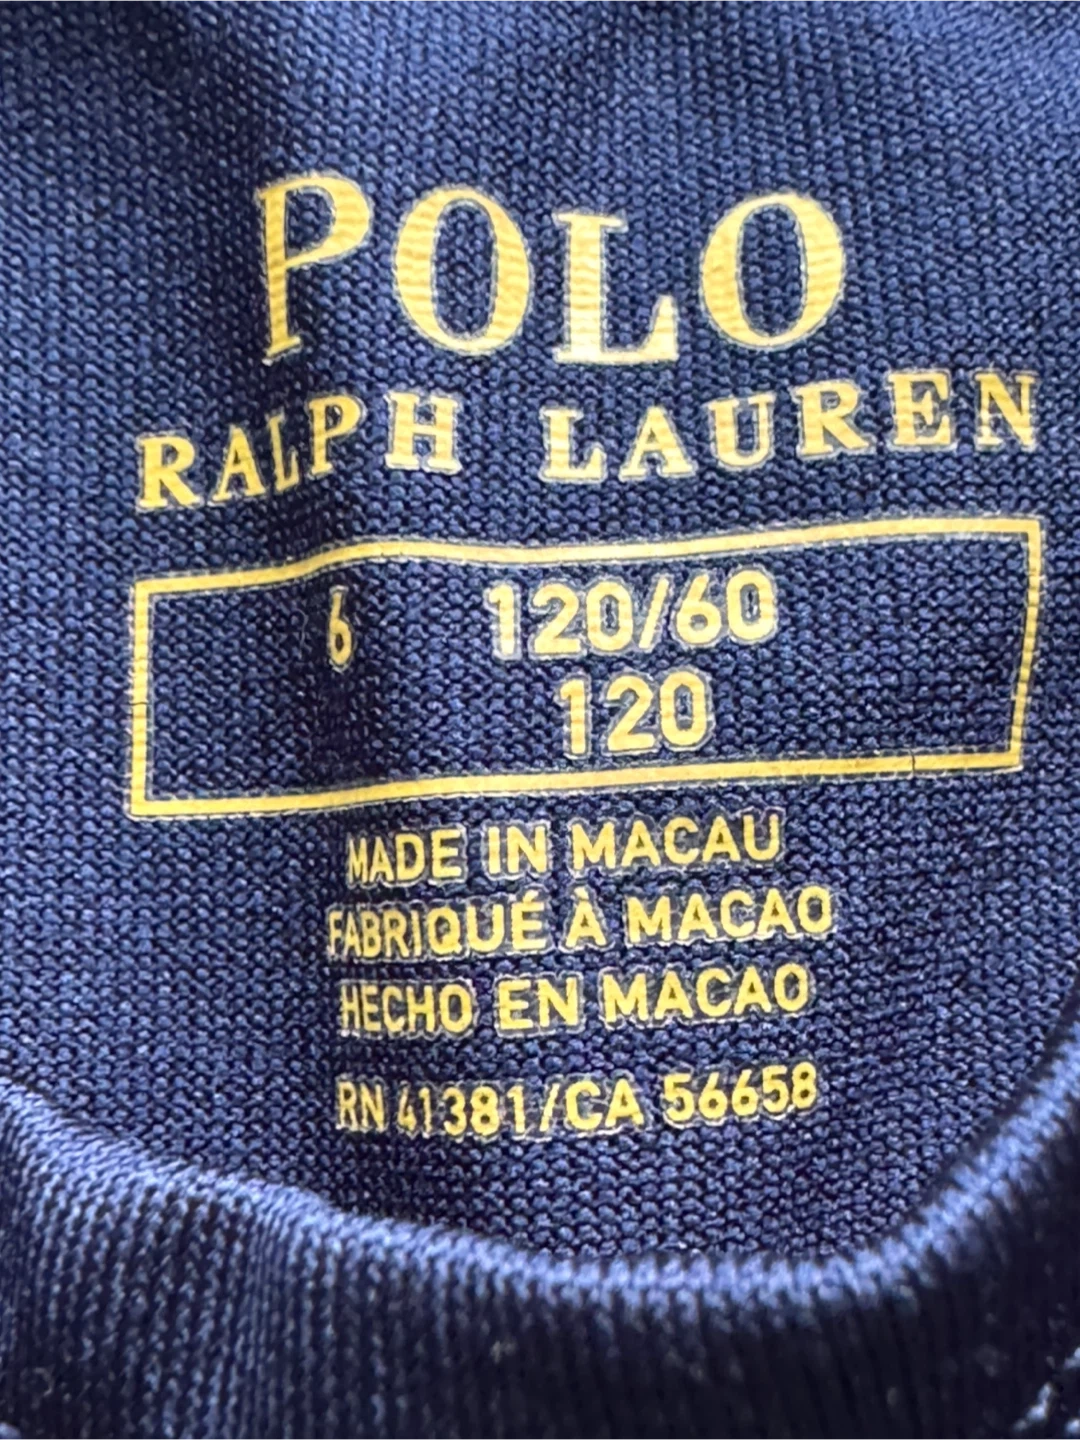 POLO
RALPH LAUREN
6 120/60
120
MADE IN MACAU
FABRIQUÉ À MACAO
HECHO EN MACAO
RN 41381/CA 56658